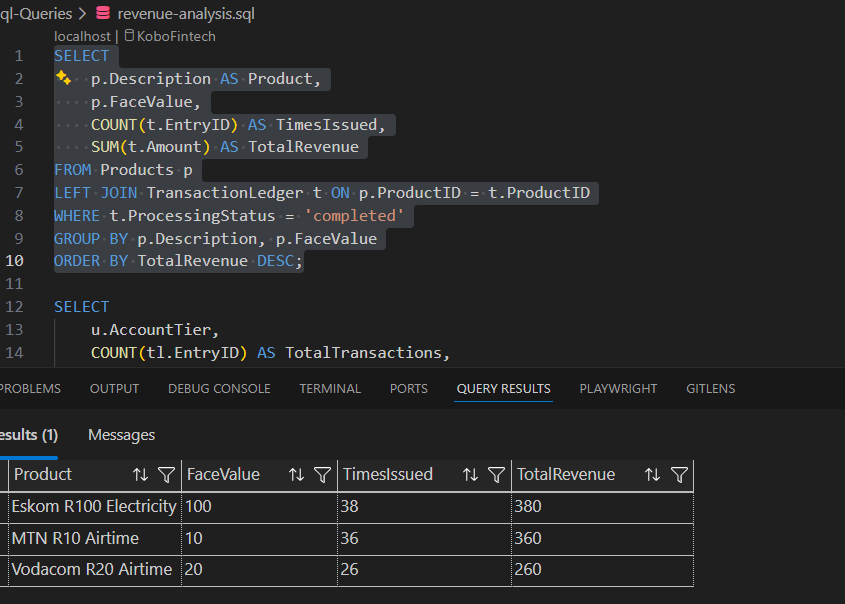 ql-Queries > revenue-analysis.sql
localhost | KoboFintech
1 SELECT
2 p.Description AS Product,
3 p.FaceValue,
4 COUNT(t.EntryID) AS TimesIssued,
5 SUM(t.Amount) AS TotalRevenue
6 FROM Products p
7 LEFT JOIN TransactionLedger t ON p.ProductID = t.ProductID
8 WHERE t.ProcessingStatus = 'completed'
9 GROUP BY p.Description, p.FaceValue
10 ORDER BY TotalRevenue DESC;
11
12 SELECT
13 u.AccountTier,
14 COUNT(tl.EntryID) AS TotalTransactions,
PROBLEMS OUTPUT DEBUG CONSOLE TERMINAL PORTS QUERY RESULTS PLAYWRIGHT GITLENS
esults (1) Messages
Product FaceValue TimesIssued TotalRevenue
Eskom R100 Electricity 100 38 380
MTN R10 Airtime 10 36 360
Vodacom R20 Airtime 20 26 260